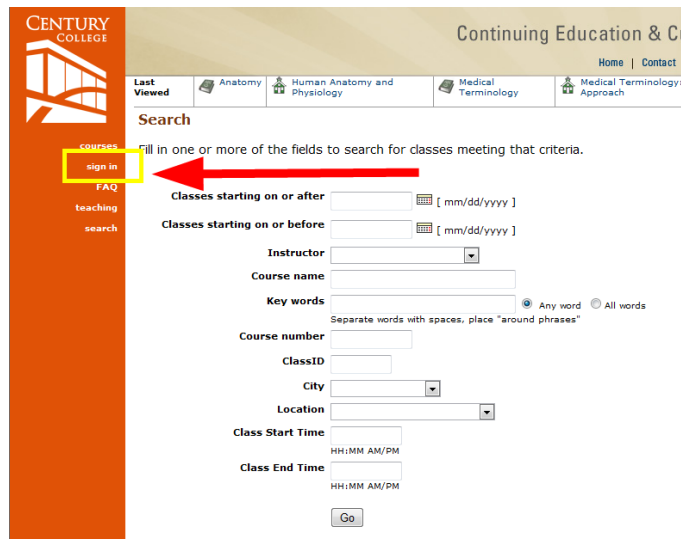 CENTURY
COLLEGE
Continuing Education & C
Home | Contact
Last Viewed
Anatomy
Human Anatomy and Physiology
Medical Terminology
Medical Terminology: Approach
Search
Fill in one or more of the fields to search for classes meeting that criteria.
courses
sign in
FAQ
teaching
search
Classes starting on or after [ mm/dd/yyyy ]
Classes starting on or before [ mm/dd/yyyy ]
Instructor
Course name
Key words Any word All words
Separate words with spaces, place "around phrases"
Course number
ClassID
City
Location
Class Start Time
HH:MM AM/PM
Class End Time
HH:MM AM/PM
Go